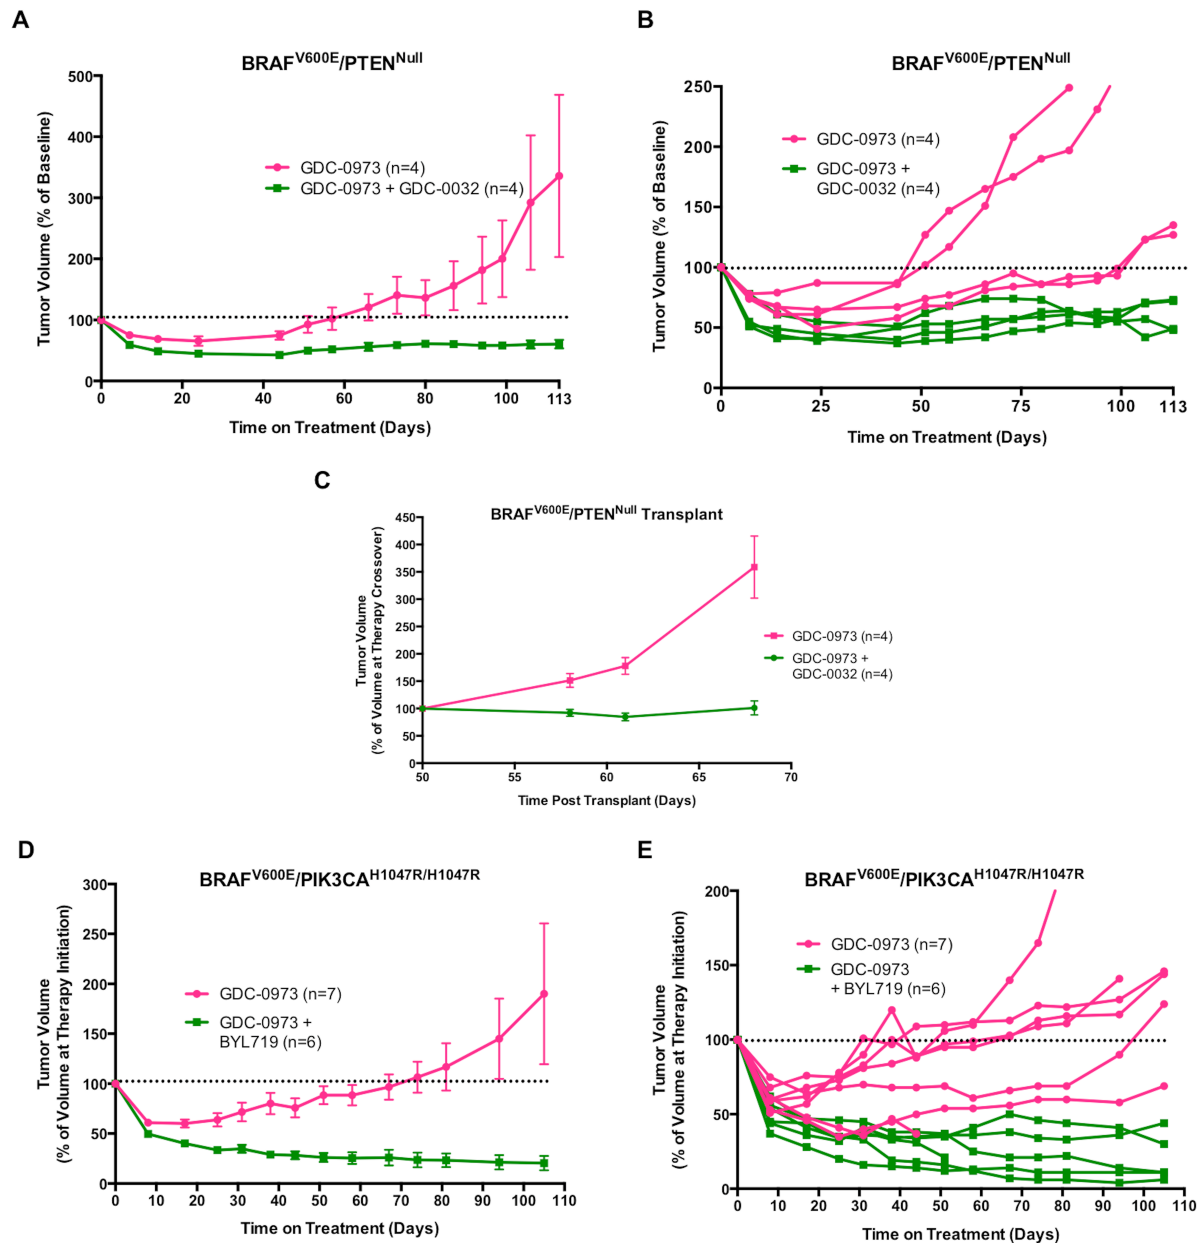 A
BRAFV600E/PTENNull
Tumor Volume (% of Baseline)
500
400
300
200
100
0
GDC-0973 (n=4)
GDC-0973 + GDC-0032 (n=4)
0 20 40 60 80 100 113
Time on Treatment (Days)
B
BRAFV600E/PTENNull
Tumor Volume (% of Baseline)
250
200
150
100
50
0
GDC-0973 (n=4)
GDC-0973 +
GDC-0032 (n=4)
0 25 50 75 100 113
Time on Treatment (Days)
C
BRAFV600E/PTENNull Transplant
Tumor Volume
(% of Volume at Therapy Crossover)
450
400
350
300
250
200
150
100
50
0
GDC-0973 (n=4)
GDC-0973 +
GDC-0032 (n=4)
50 55 60 65 70
Time Post Transplant (Days)
D
BRAFV600E/PIK3CAH1047R/H1047R
Tumor Volume
(% of Volume at Therapy Initiation)
300
250
200
150
100
50
0
GDC-0973 (n=7)
GDC-0973 +
BYL719 (n=6)
0 10 20 30 40 50 60 70 80 90 100 110
Time on Treatment (Days)
E
BRAFV600E/PIK3CAH1047R/H1047R
Tumor Volume
(% of Volume at Therapy Initiation)
200
150
100
50
0
GDC-0973 (n=7)
GDC-0973
+ BYL719 (n=6)
0 10 20 30 40 50 60 70 80 90 100 110
Time on Treatment (Days)